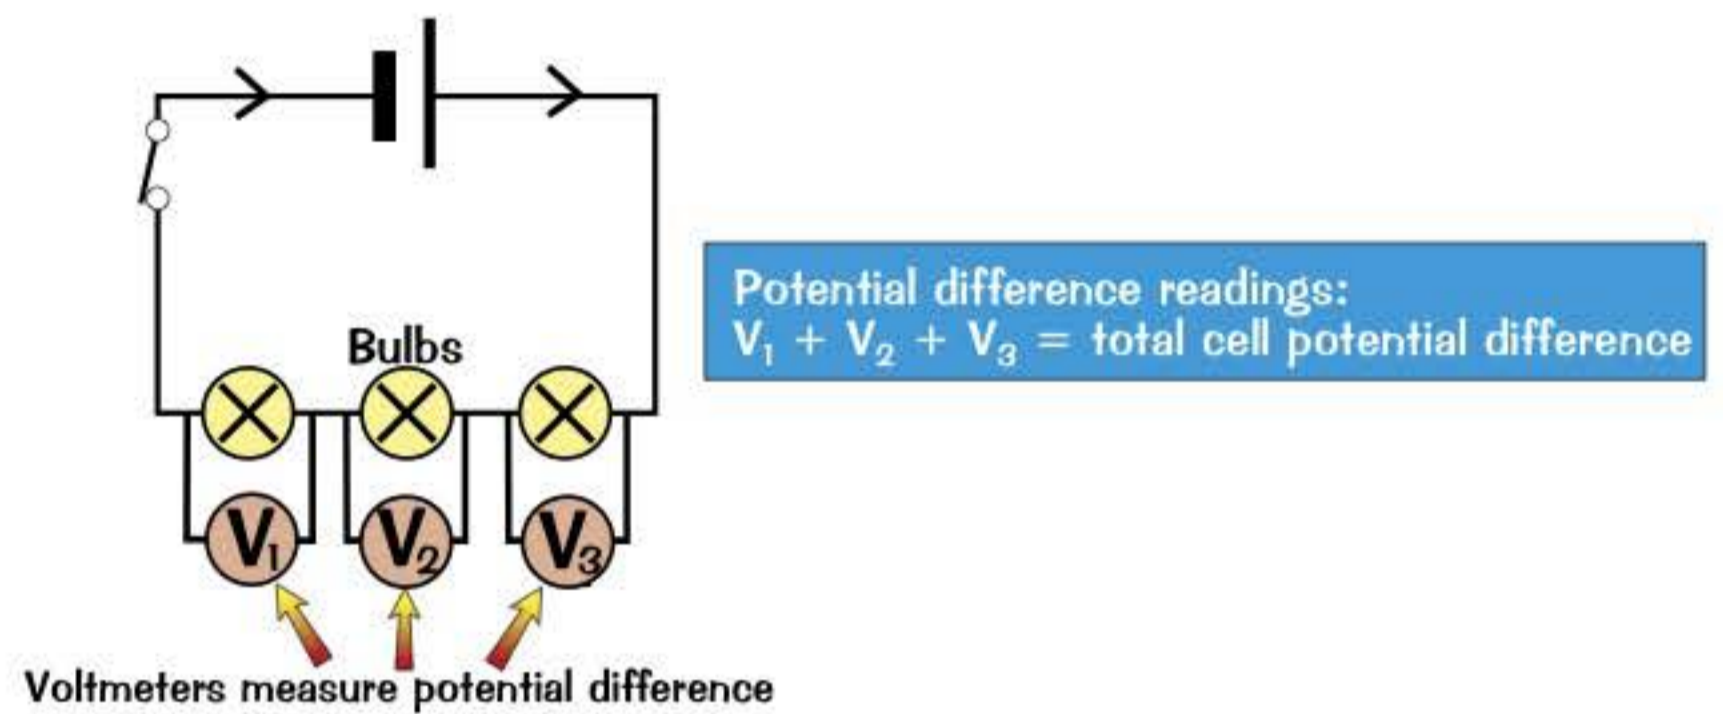 Bulbs
Potential difference readings:
V₁ + V₂ + V₃ = total cell potential difference
V₁ V₂ V₃
Voltmeters measure potential difference